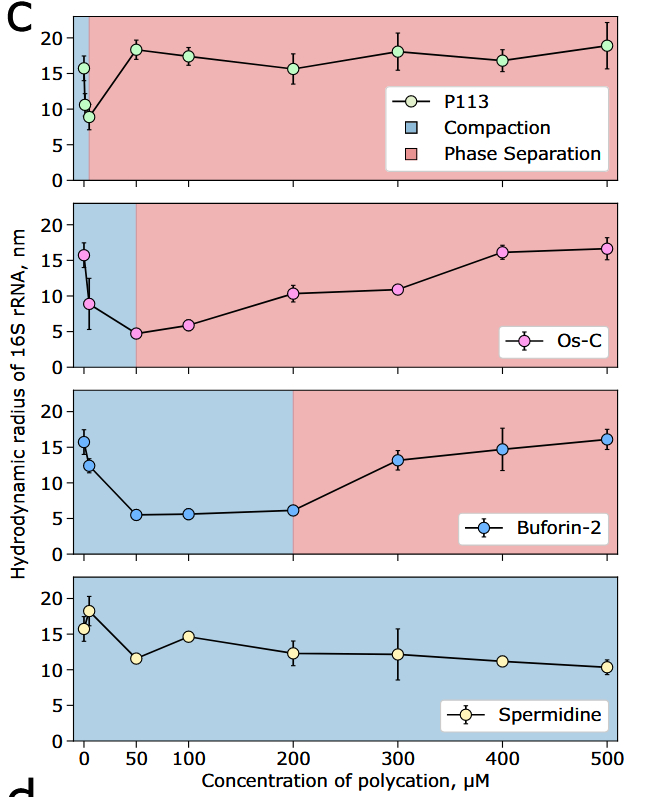 c
20
15
10
5
0
P113
Compaction
Phase Separation
20
15
10
5
0
Os-C
20
15
10
5
0
Buforin-2
20
15
10
5
0
Spermidine
Hydrodynamic radius of 16S rRNA, nm
0 50 100 200 300 400 500
Concentration of polycation, μM
d